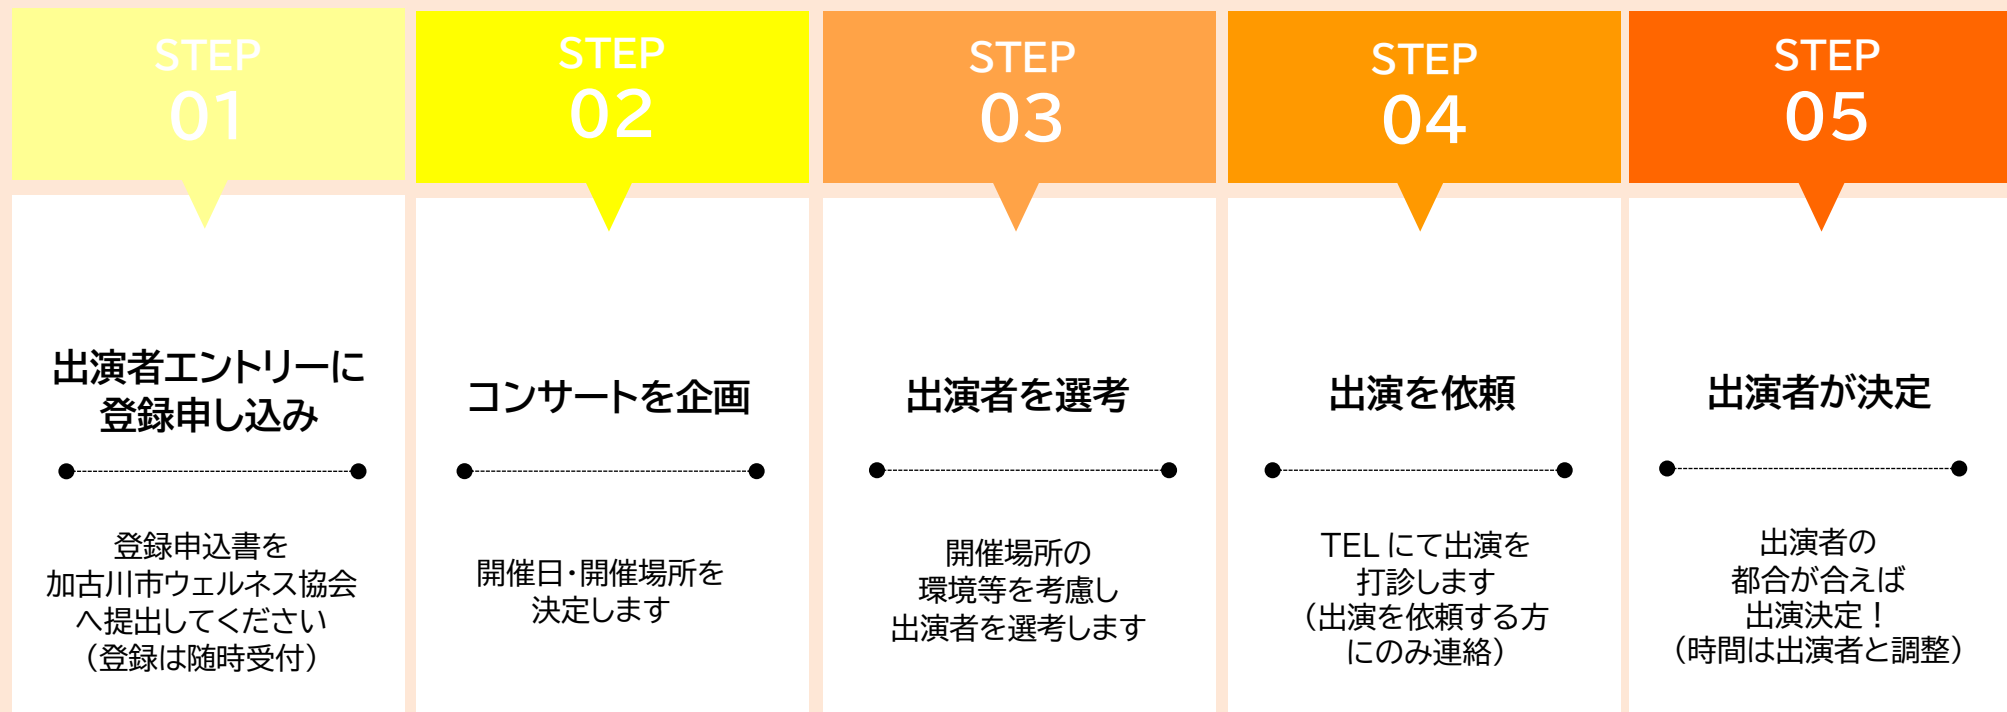 STEP
01
出演者エントリーに
登録申し込み
登録申込書を
加古川市ウェルネス協会
へ提出してください
（登録は随時受付）
STEP
02
コンサートを企画
開催日・開催場所を
決定します
STEP
03
出演者を選考
開催場所の
環境等を考慮し
出演者を選考します
STEP
04
出演を依頼
TELにて出演を
打診します
（出演を依頼する方
にのみ連絡）
STEP
05
出演者が決定
出演者の
都合が合えば
出演決定！
（時間は出演者と調整）